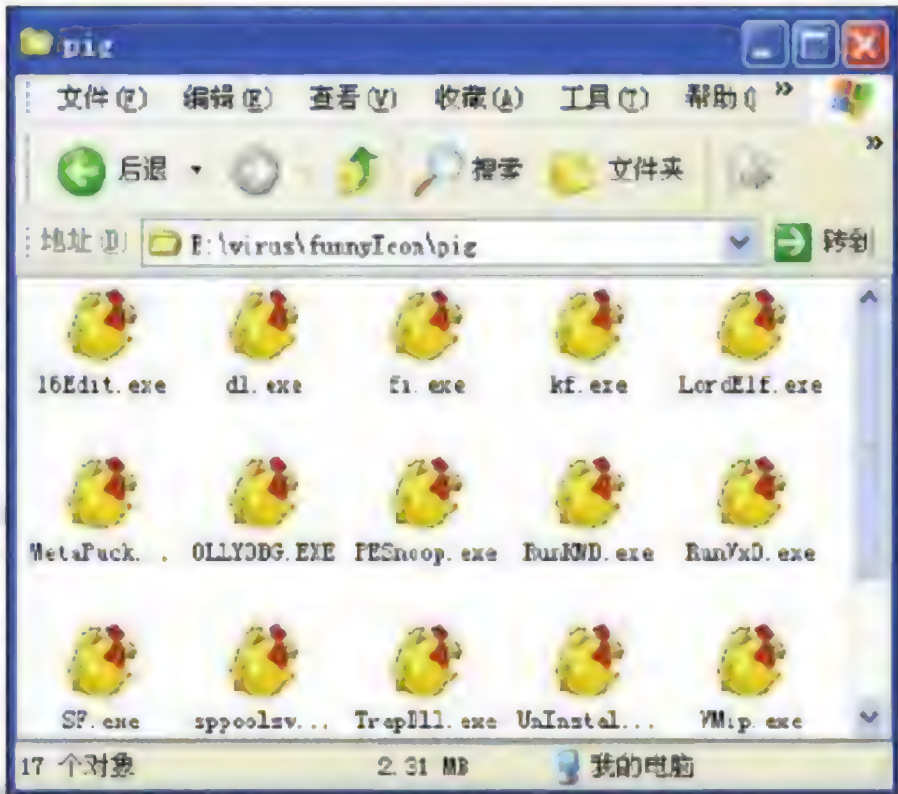 pig
文件(F) 编辑(E) 查看(V) 收藏(A) 工具(T) 帮助( »
后退 搜索 文件夹 »
地址(D) E:\virus\funnyIcon\pig 转到
16Edit.exe dl.exe fi.exe kf.exe LordElf.exe
MetaPuck... OLLYDBG.EXE PESnoop.exe RunKMD.exe RunVxD.exe
SF.exe sppoolsv... TrapDll.exe UnInstal... VMip.exe
17 个对象 2.31 MB 我的电脑